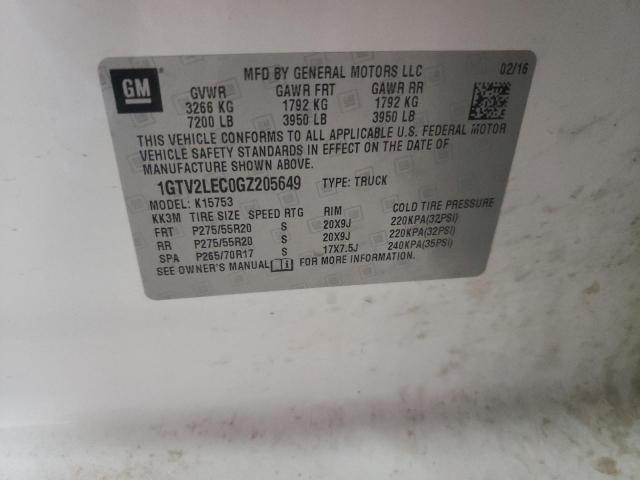 GM
MFD BY GENERAL MOTORS LLC 02/16
GVWR GAWR FRT GAWR RR
3266 KG 1792 KG 1792 KG
7200 LB 3950 LB 3950 LB
THIS VEHICLE CONFORMS TO ALL APPLICABLE U.S. FEDERAL MOTOR
VEHICLE SAFETY STANDARDS IN EFFECT ON THE DATE OF
MANUFACTURE SHOWN ABOVE.
1GTV2LEC0GZ205649 TYPE: TRUCK
MODEL: K15753
KK3M TIRE SIZE SPEED RTG RIM COLD TIRE PRESSURE
FRT P275/55R20 S 20X9J 220KPA(32PSI)
RR P275/55R20 S 20X9J 220KPA(32PSI)
SPA P265/70R17 S 17X7.5J 240KPA(35PSI)
SEE OWNER'S MANUAL FOR MORE INFORMATION.